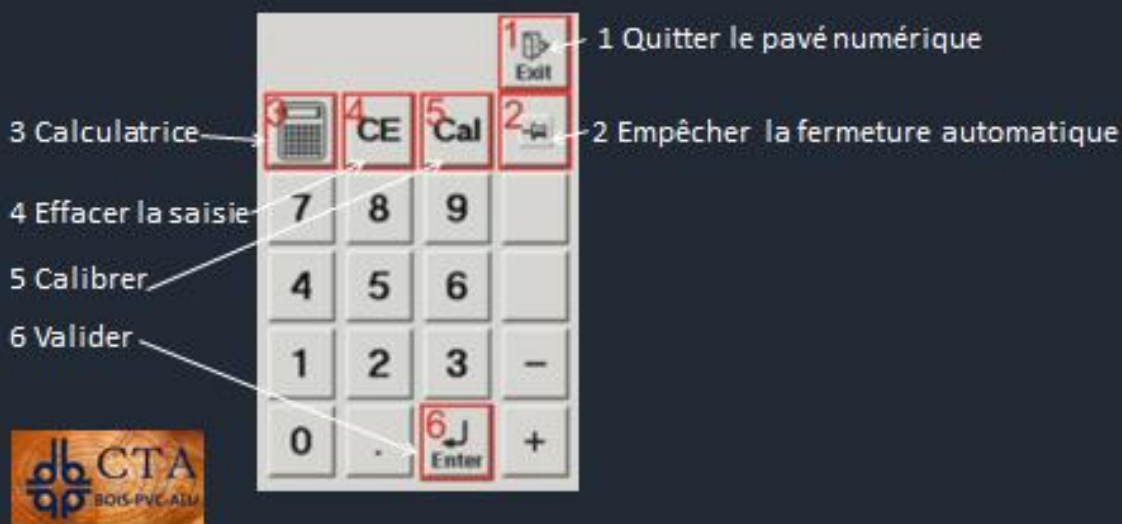 1 Exit
1 Quitter le pavé numérique
3 4 CE 5 Cal 2
3 Calculatrice
2 Empêcher la fermeture automatique
4 Effacer la saisie
7 8 9
5 Calibrer
4 5 6
6 Valider
1 2 3 -
0 . 6 Enter +
CTA
BOIS-PVC-ALU